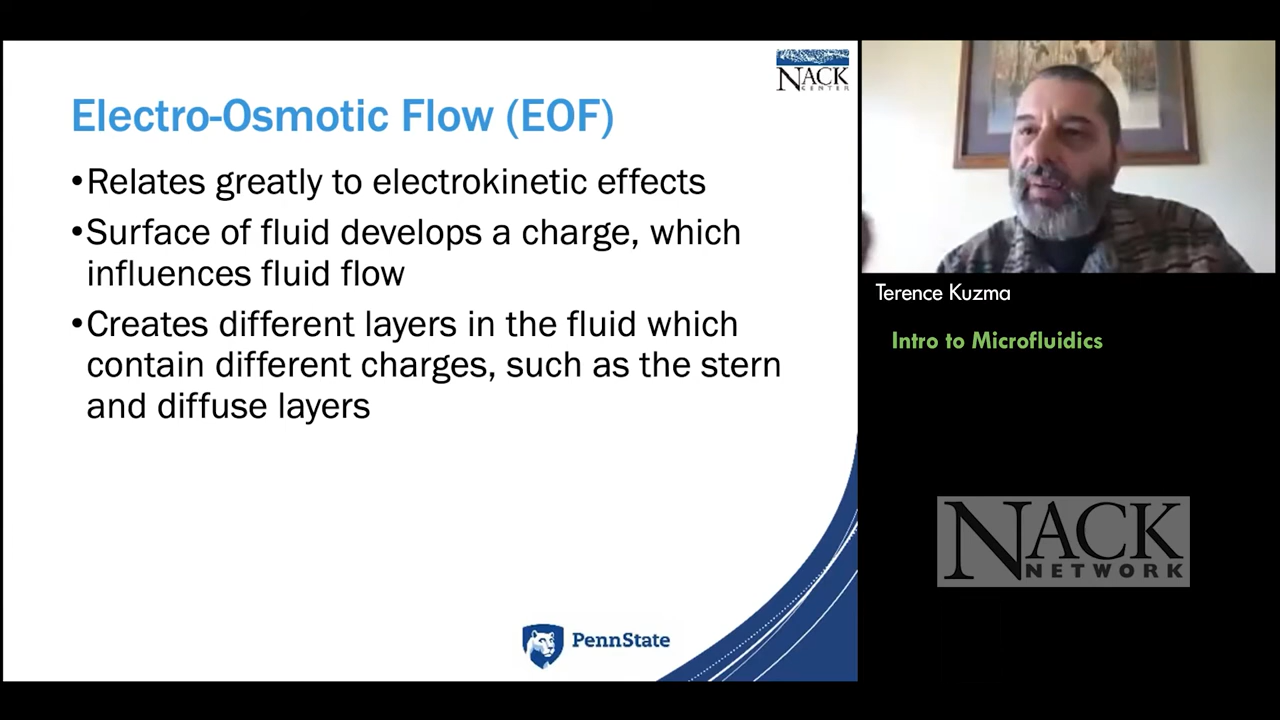 NACK
CENTER
Electro-Osmotic Flow (EOF)
•Relates greatly to electrokinetic effects
•Surface of fluid develops a charge, which
influences fluid flow
•Creates different layers in the fluid which
contain different charges, such as the stern
and diffuse layers
PennState
Terence Kuzma
Intro to Microfluidics
NACK
NETWORK